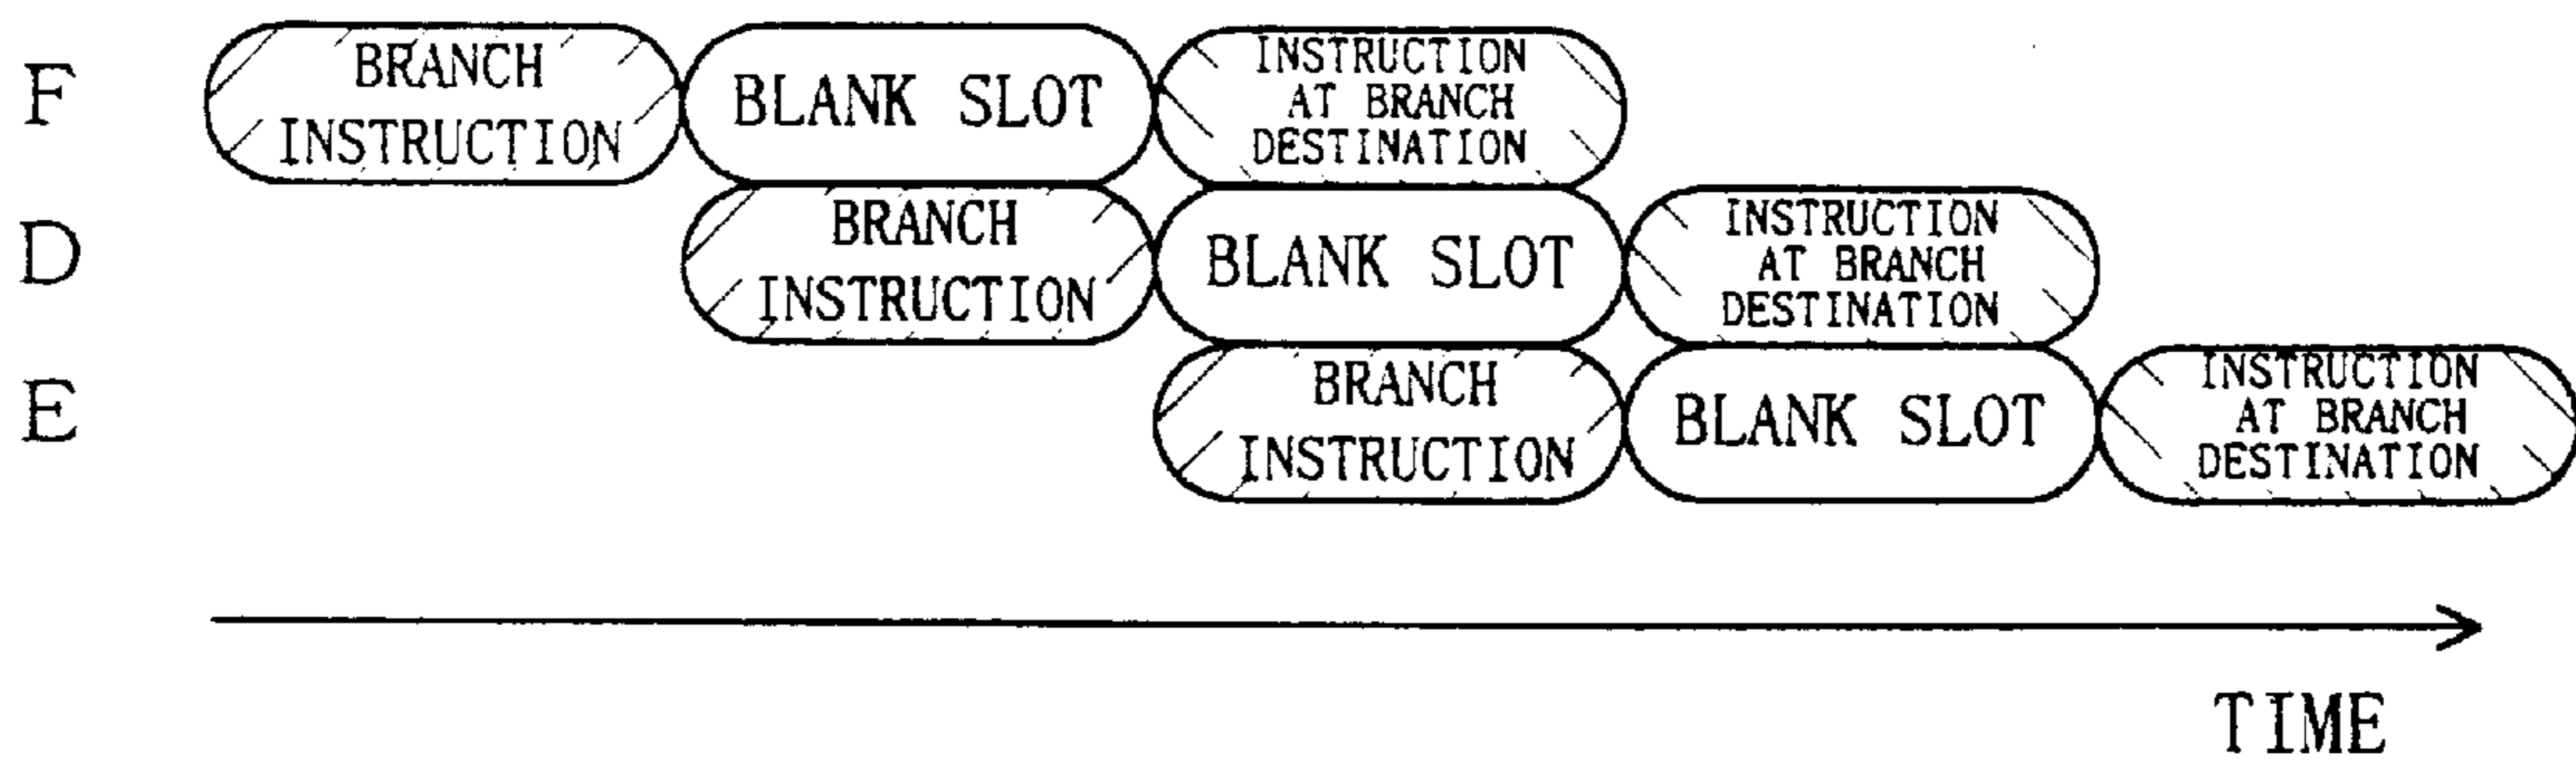 F
BRANCH
INSTRUCTION
BLANK SLOT
INSTRUCTION
AT BRANCH
DESTINATION
D
BRANCH
INSTRUCTION
BLANK SLOT
INSTRUCTION
AT BRANCH
DESTINATION
E
BRANCH
INSTRUCTION
BLANK SLOT
INSTRUCTION
AT BRANCH
DESTINATION
TIME